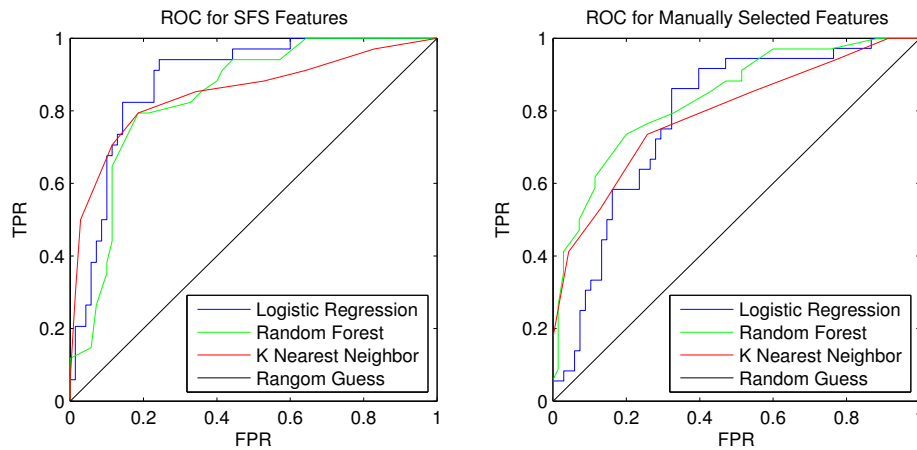 ROC for SFS Features
1
0.8
0.6
0.4
0.2
0
0
0.2
0.4
0.6
0.8
1
TPR
FPR
Logistic Regression
Random Forest
K Nearest Neighbor
Rangom Guess
ROC for Manually Selected Features
1
0.8
0.6
0.4
0.2
0
0
0.2
0.4
0.6
0.8
1
TPR
FPR
Logistic Regression
Random Forest
K Nearest Neighbor
Random Guess